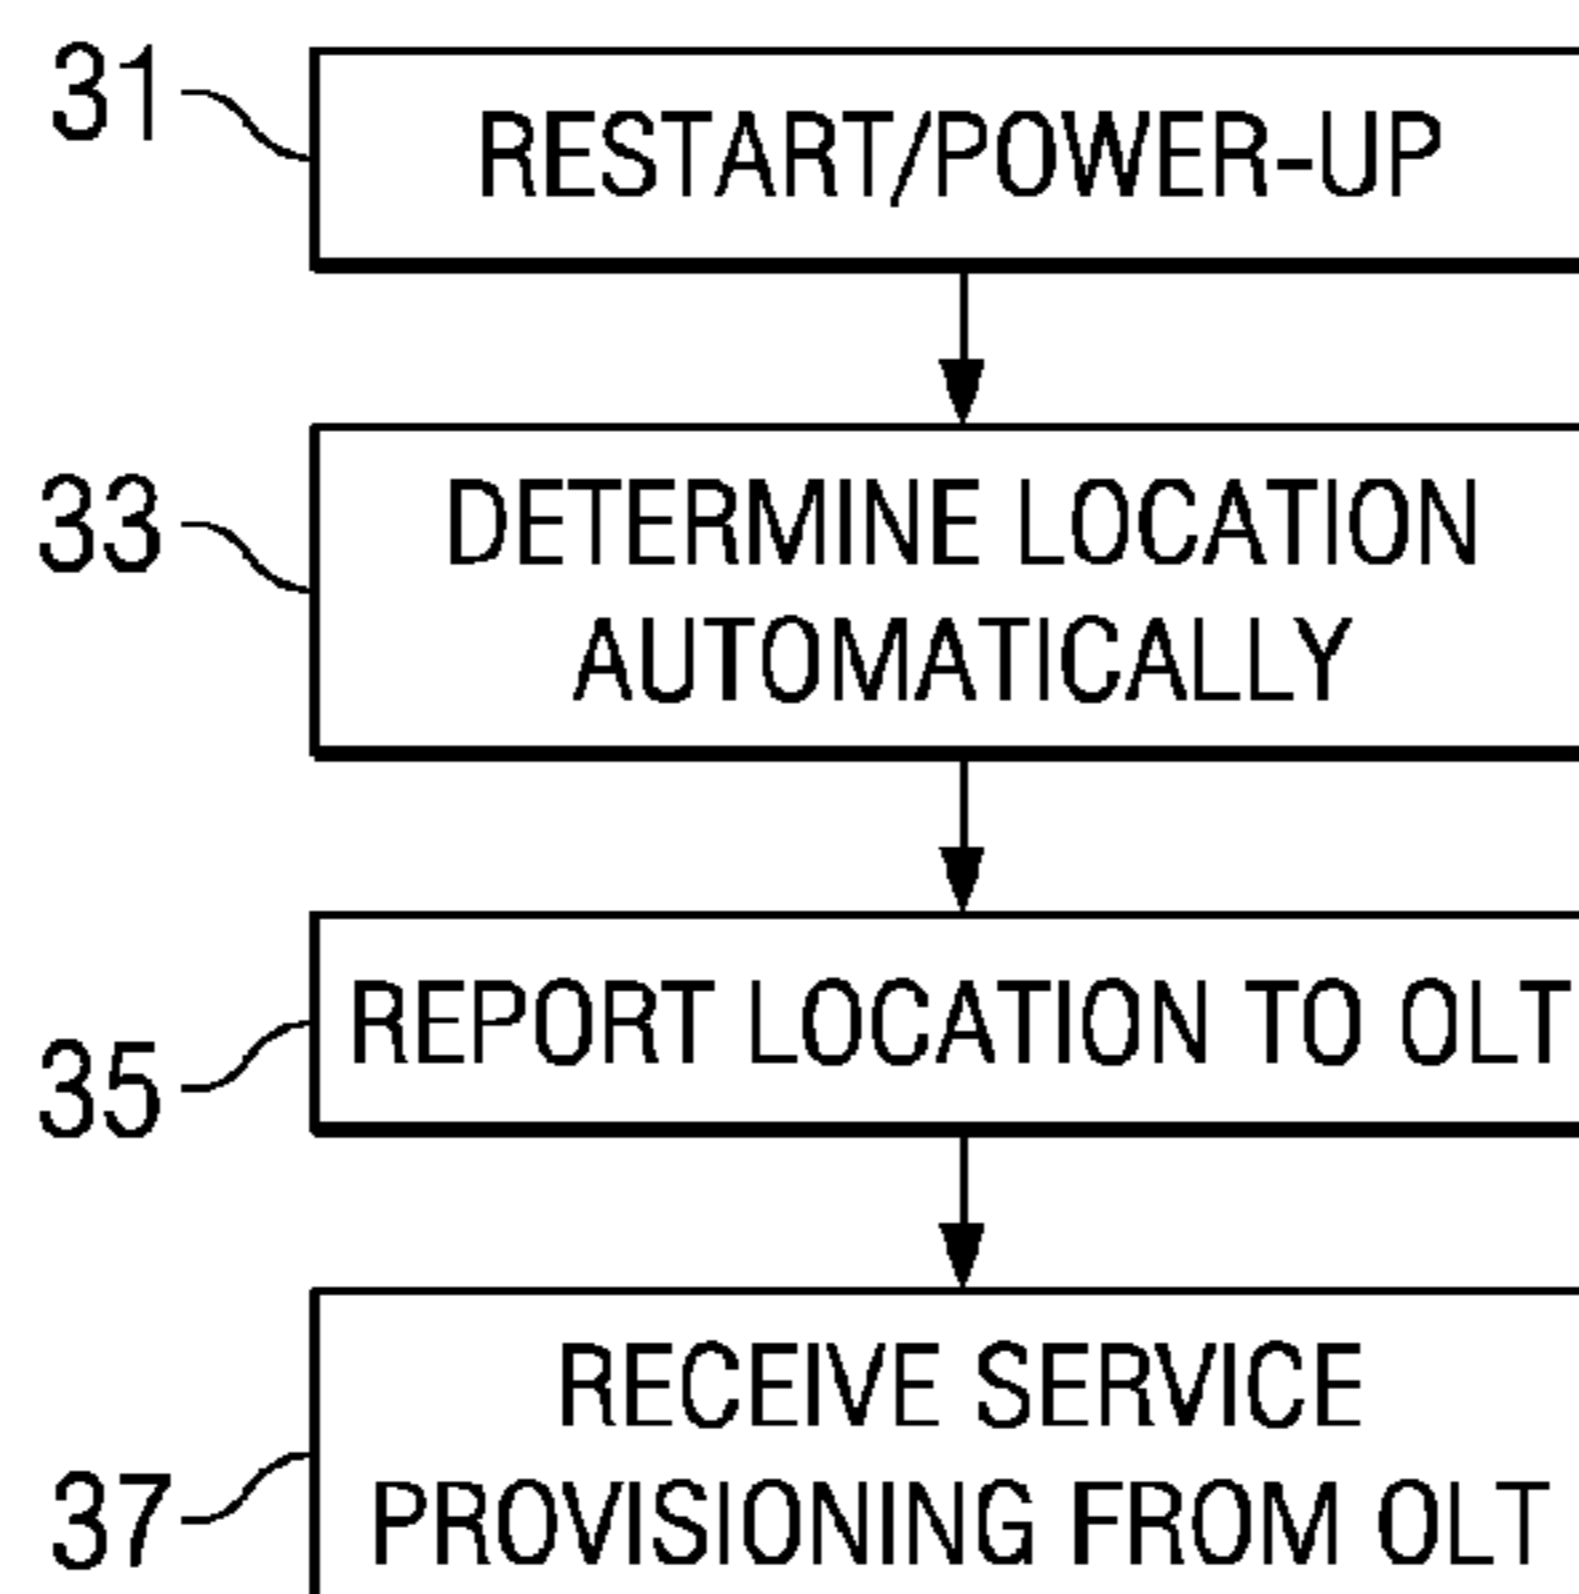 31
RESTART/POWER-UP
33
DETERMINE LOCATION
AUTOMATICALLY
35
REPORT LOCATION TO OLT
37
RECEIVE SERVICE
PROVISIONING FROM OLT